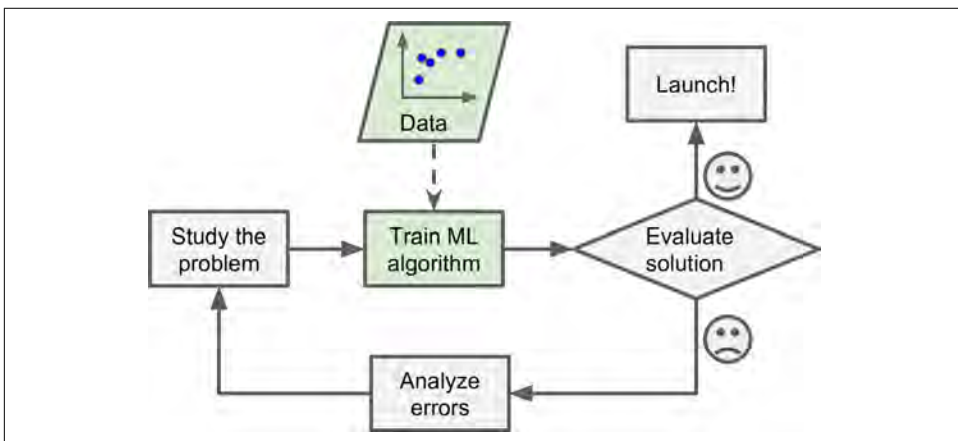 Data
Launch!
Study the
problem
Train ML
algorithm
Evaluate
solution
Analyze
errors